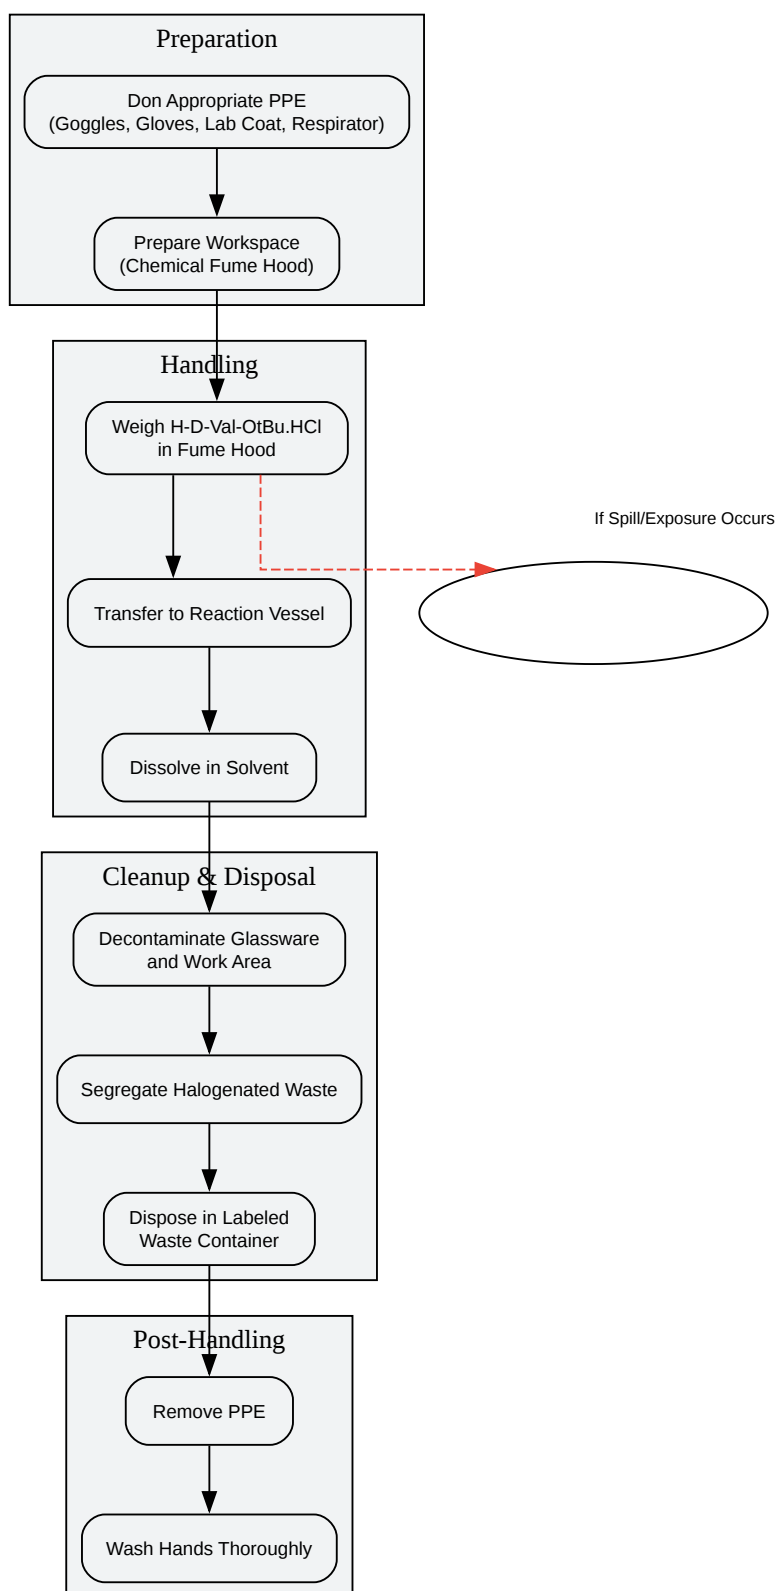 Preparation
Don Appropriate PPE
(Goggles, Gloves, Lab Coat, Respirator)
Prepare Workspace
(Chemical Fume Hood)
Handling
Weigh H-D-Val-OtBu.HCl
in Fume Hood
If Spill/Exposure Occurs
Transfer to Reaction Vessel
Dissolve in Solvent
Cleanup & Disposal
Decontaminate Glassware
and Work Area
Segregate Halogenated Waste
Dispose in Labeled
Waste Container
Post-Handling
Remove PPE
Wash Hands Thoroughly